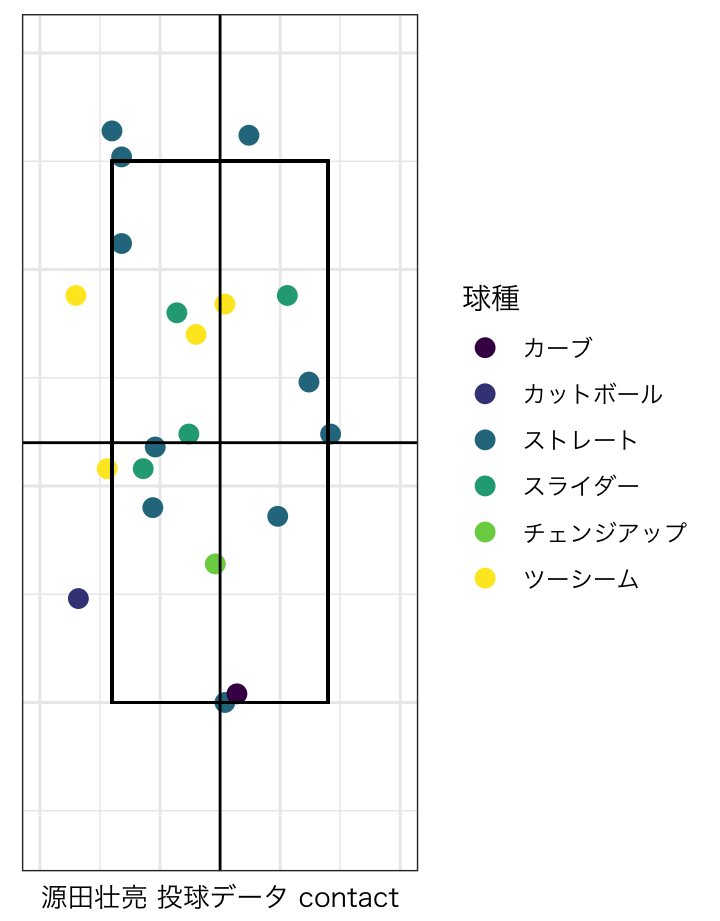 球種
カーブ
カットボール
ストレート
スライダー
チェンジアップ
ツーシーム
源田壮亮 投球データ contact